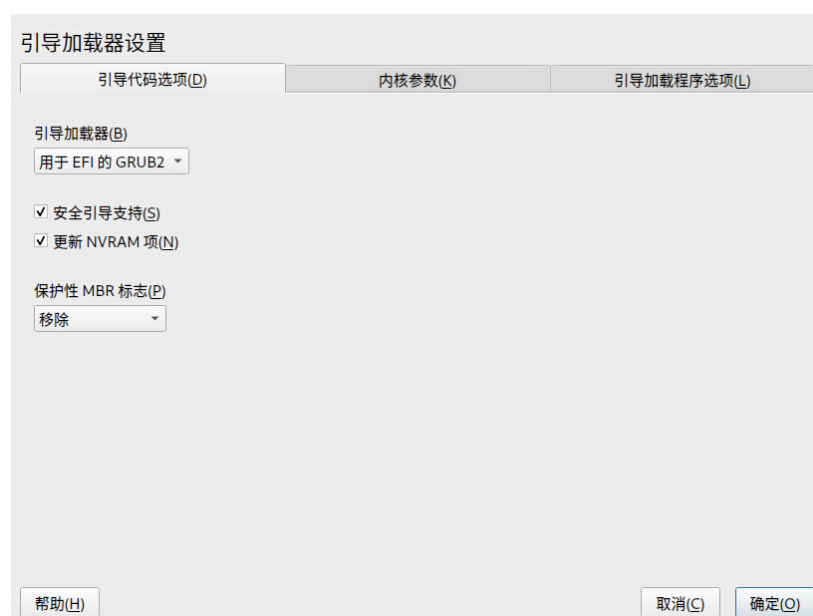 引导加载器设置
引导代码选项(D) 内核参数(K) 引导加载程序选项(L)
引导加载器(B)
用于 EFI 的 GRUB2
安全引导支持(S)
更新 NVRAM 项(N)
保护性 MBR 标志(P)
移除
帮助(H) 取消(C) 确定(O)